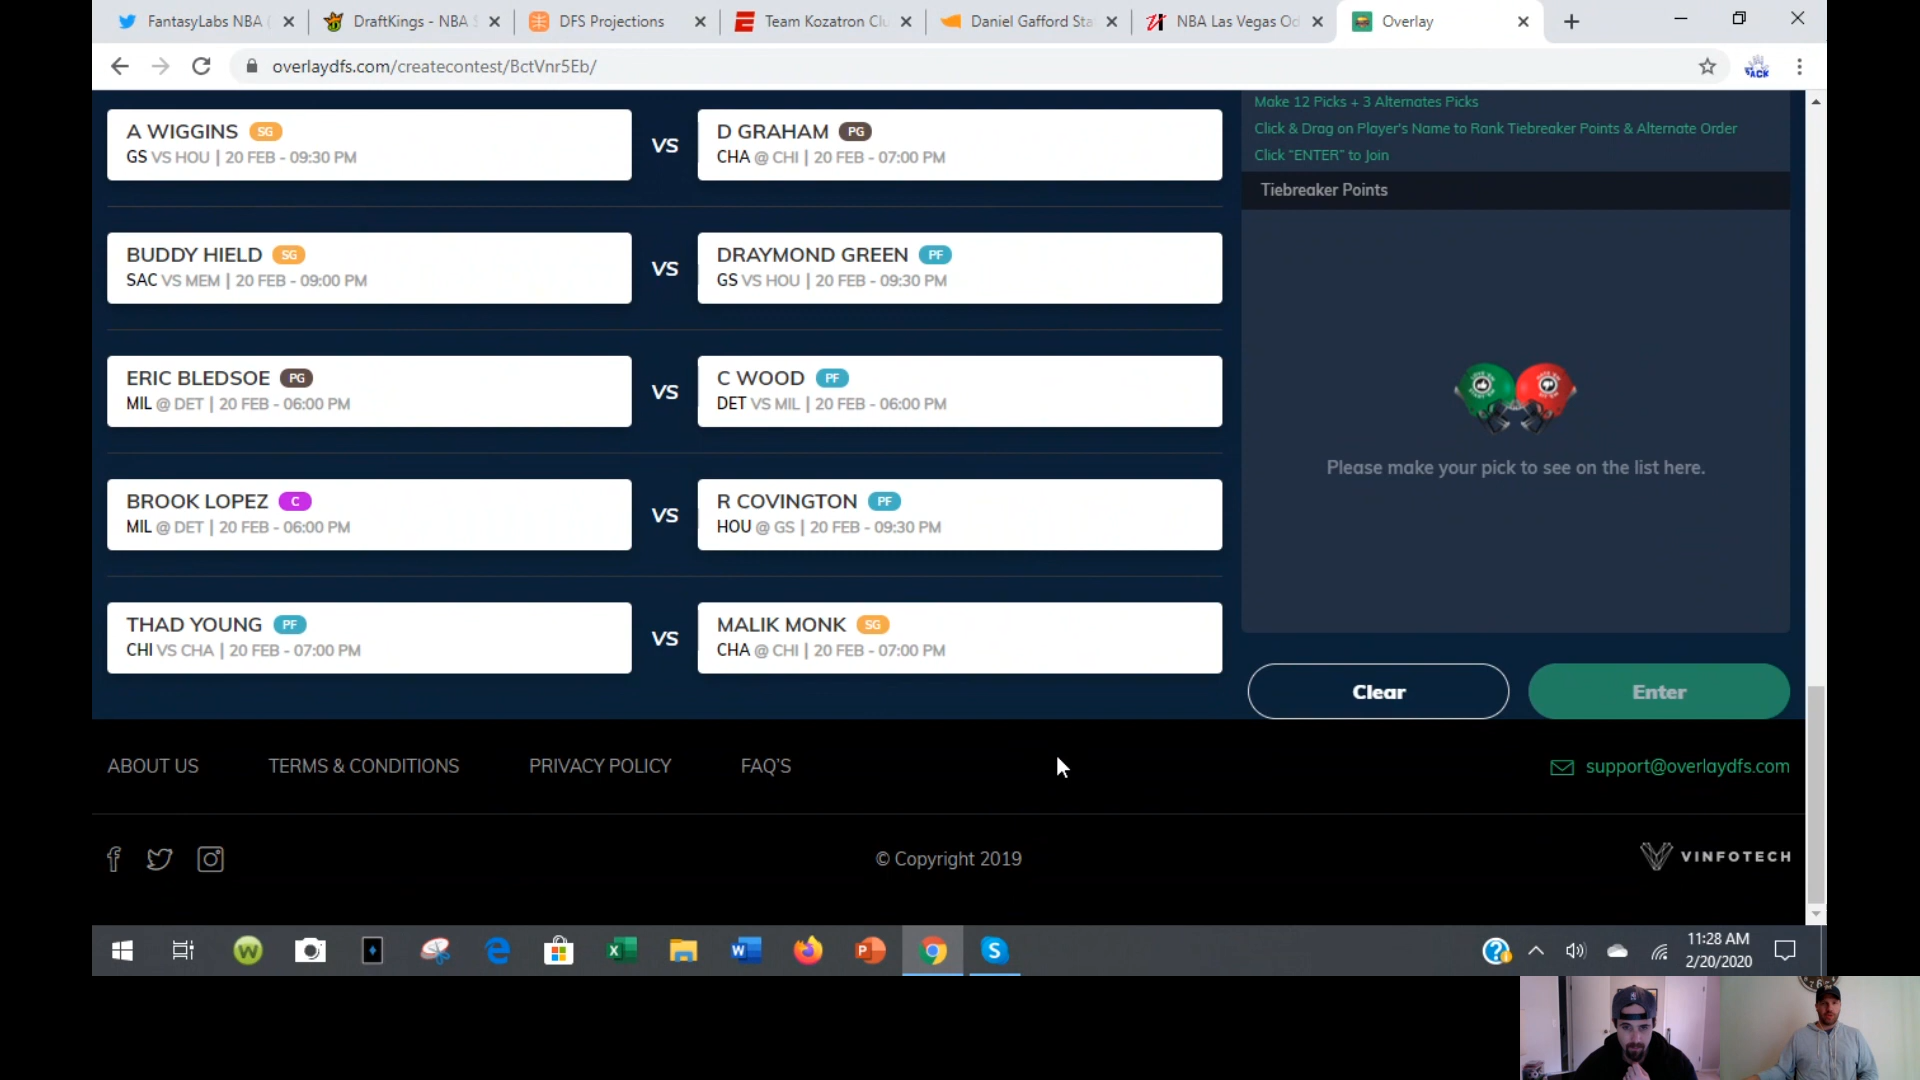 FantasyLabs NBA
DraftKings - NBA S
DFS Projections
Team Kozatron Clu
Daniel Gafford Sta
NBA Las Vegas Od
Overlay
overlaydfs.com/createcontest/BctVnr5Eb/
A WIGGINS SG
GS VS HOU | 20 FEB - 09:30 PM
VS
D GRAHAM PG
CHA @ CHI | 20 FEB - 07:00 PM
BUDDY HIELD SG
SAC VS MEM | 20 FEB - 09:00 PM
VS
DRAYMOND GREEN PF
GS VS HOU | 20 FEB - 09:30 PM
ERIC BLEDSOE PG
MIL @ DET | 20 FEB - 06:00 PM
VS
C WOOD PF
DET VS MIL | 20 FEB - 06:00 PM
BROOK LOPEZ C
MIL @ DET | 20 FEB - 06:00 PM
VS
R COVINGTON PF
HOU @ GS | 20 FEB - 09:30 PM
THAD YOUNG PF
CHI VS CHA | 20 FEB - 07:00 PM
VS
MALIK MONK SG
CHA @ CHI | 20 FEB - 07:00 PM
Make 12 Picks + 3 Alternates Picks
Click & Drag on Player's Name to Rank Tiebreaker Points & Alternate Order
Click "ENTER" to Join
Tiebreaker Points
Please make your pick to see on the list here.
Clear
Enter
ABOUT US
TERMS & CONDITIONS
PRIVACY POLICY
FAQ'S
support@overlaydfs.com
© Copyright 2019
VINFOTECH
11:28 AM
2/20/2020